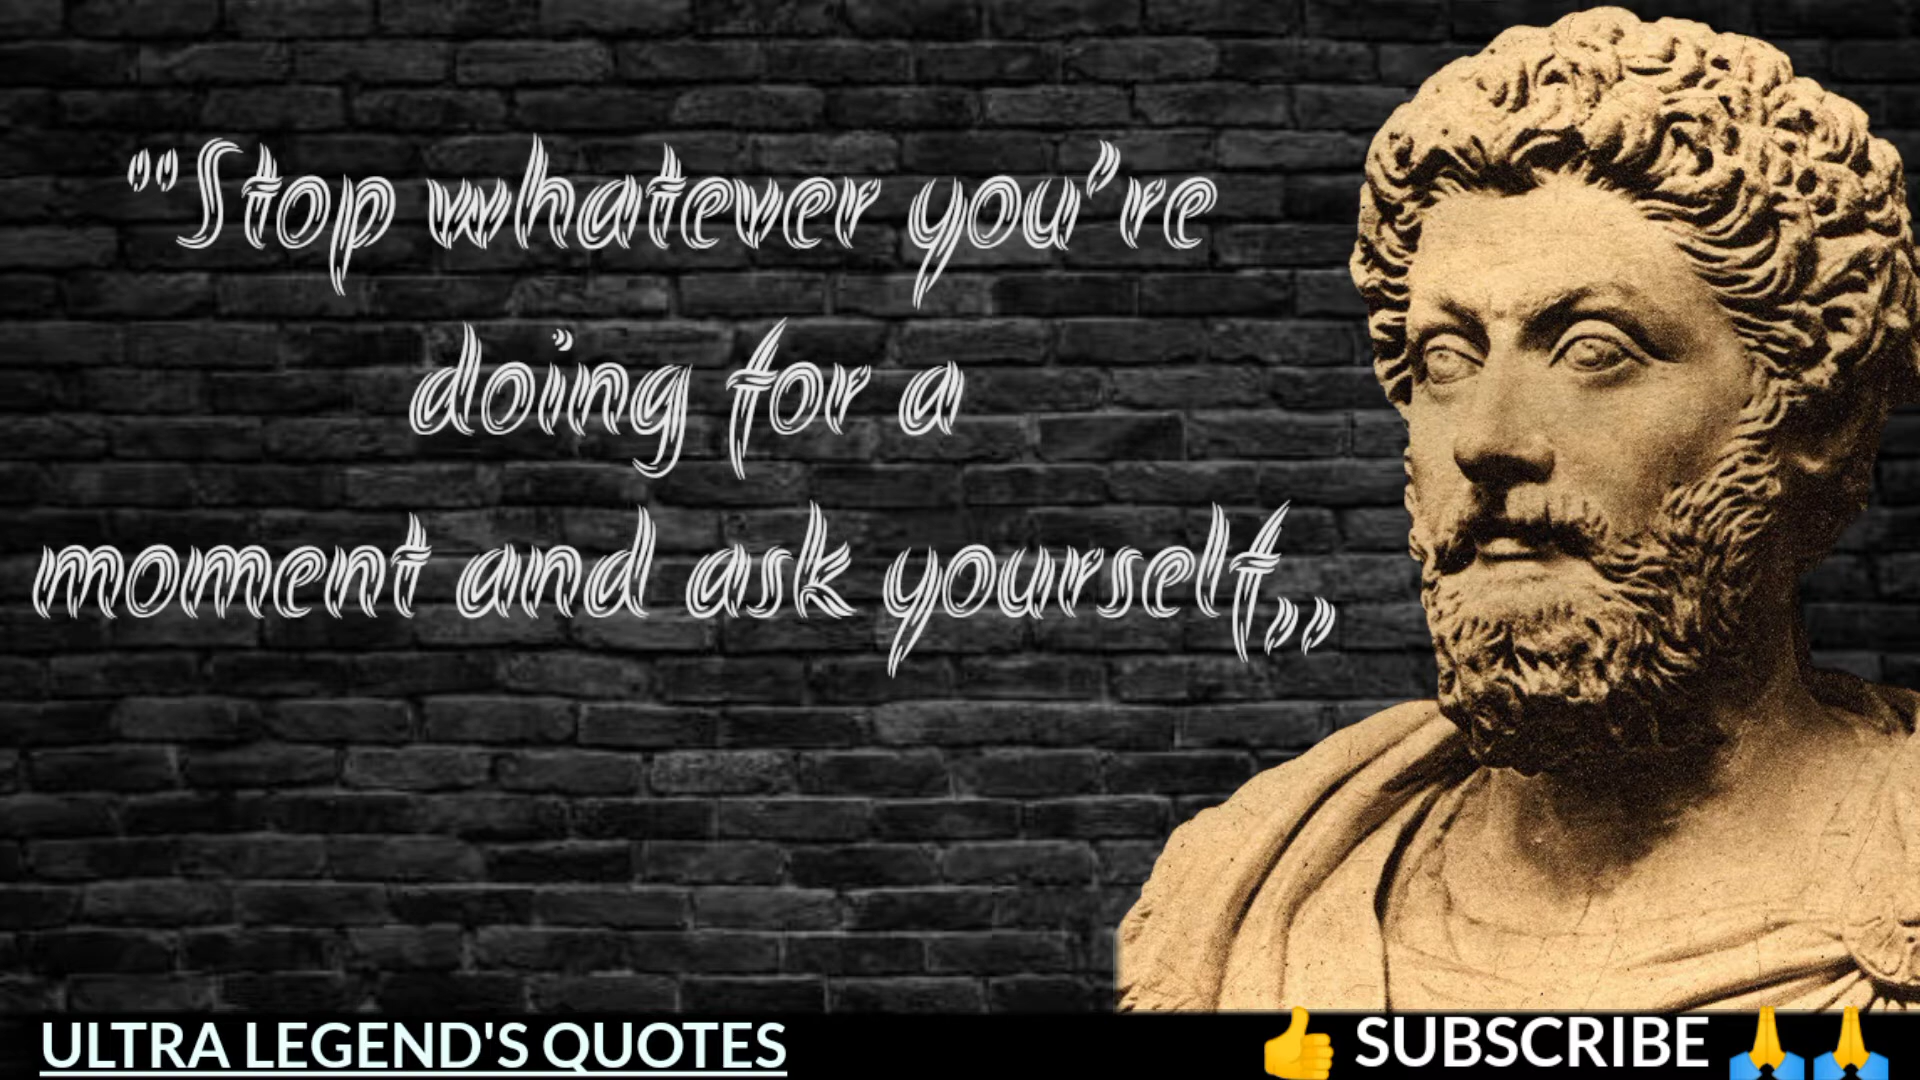 "Stop whatever you're
doing for a
moment and ask yourself,,
ULTRA LEGEND'S QUOTES
👍 SUBSCRIBE 🙏🙏